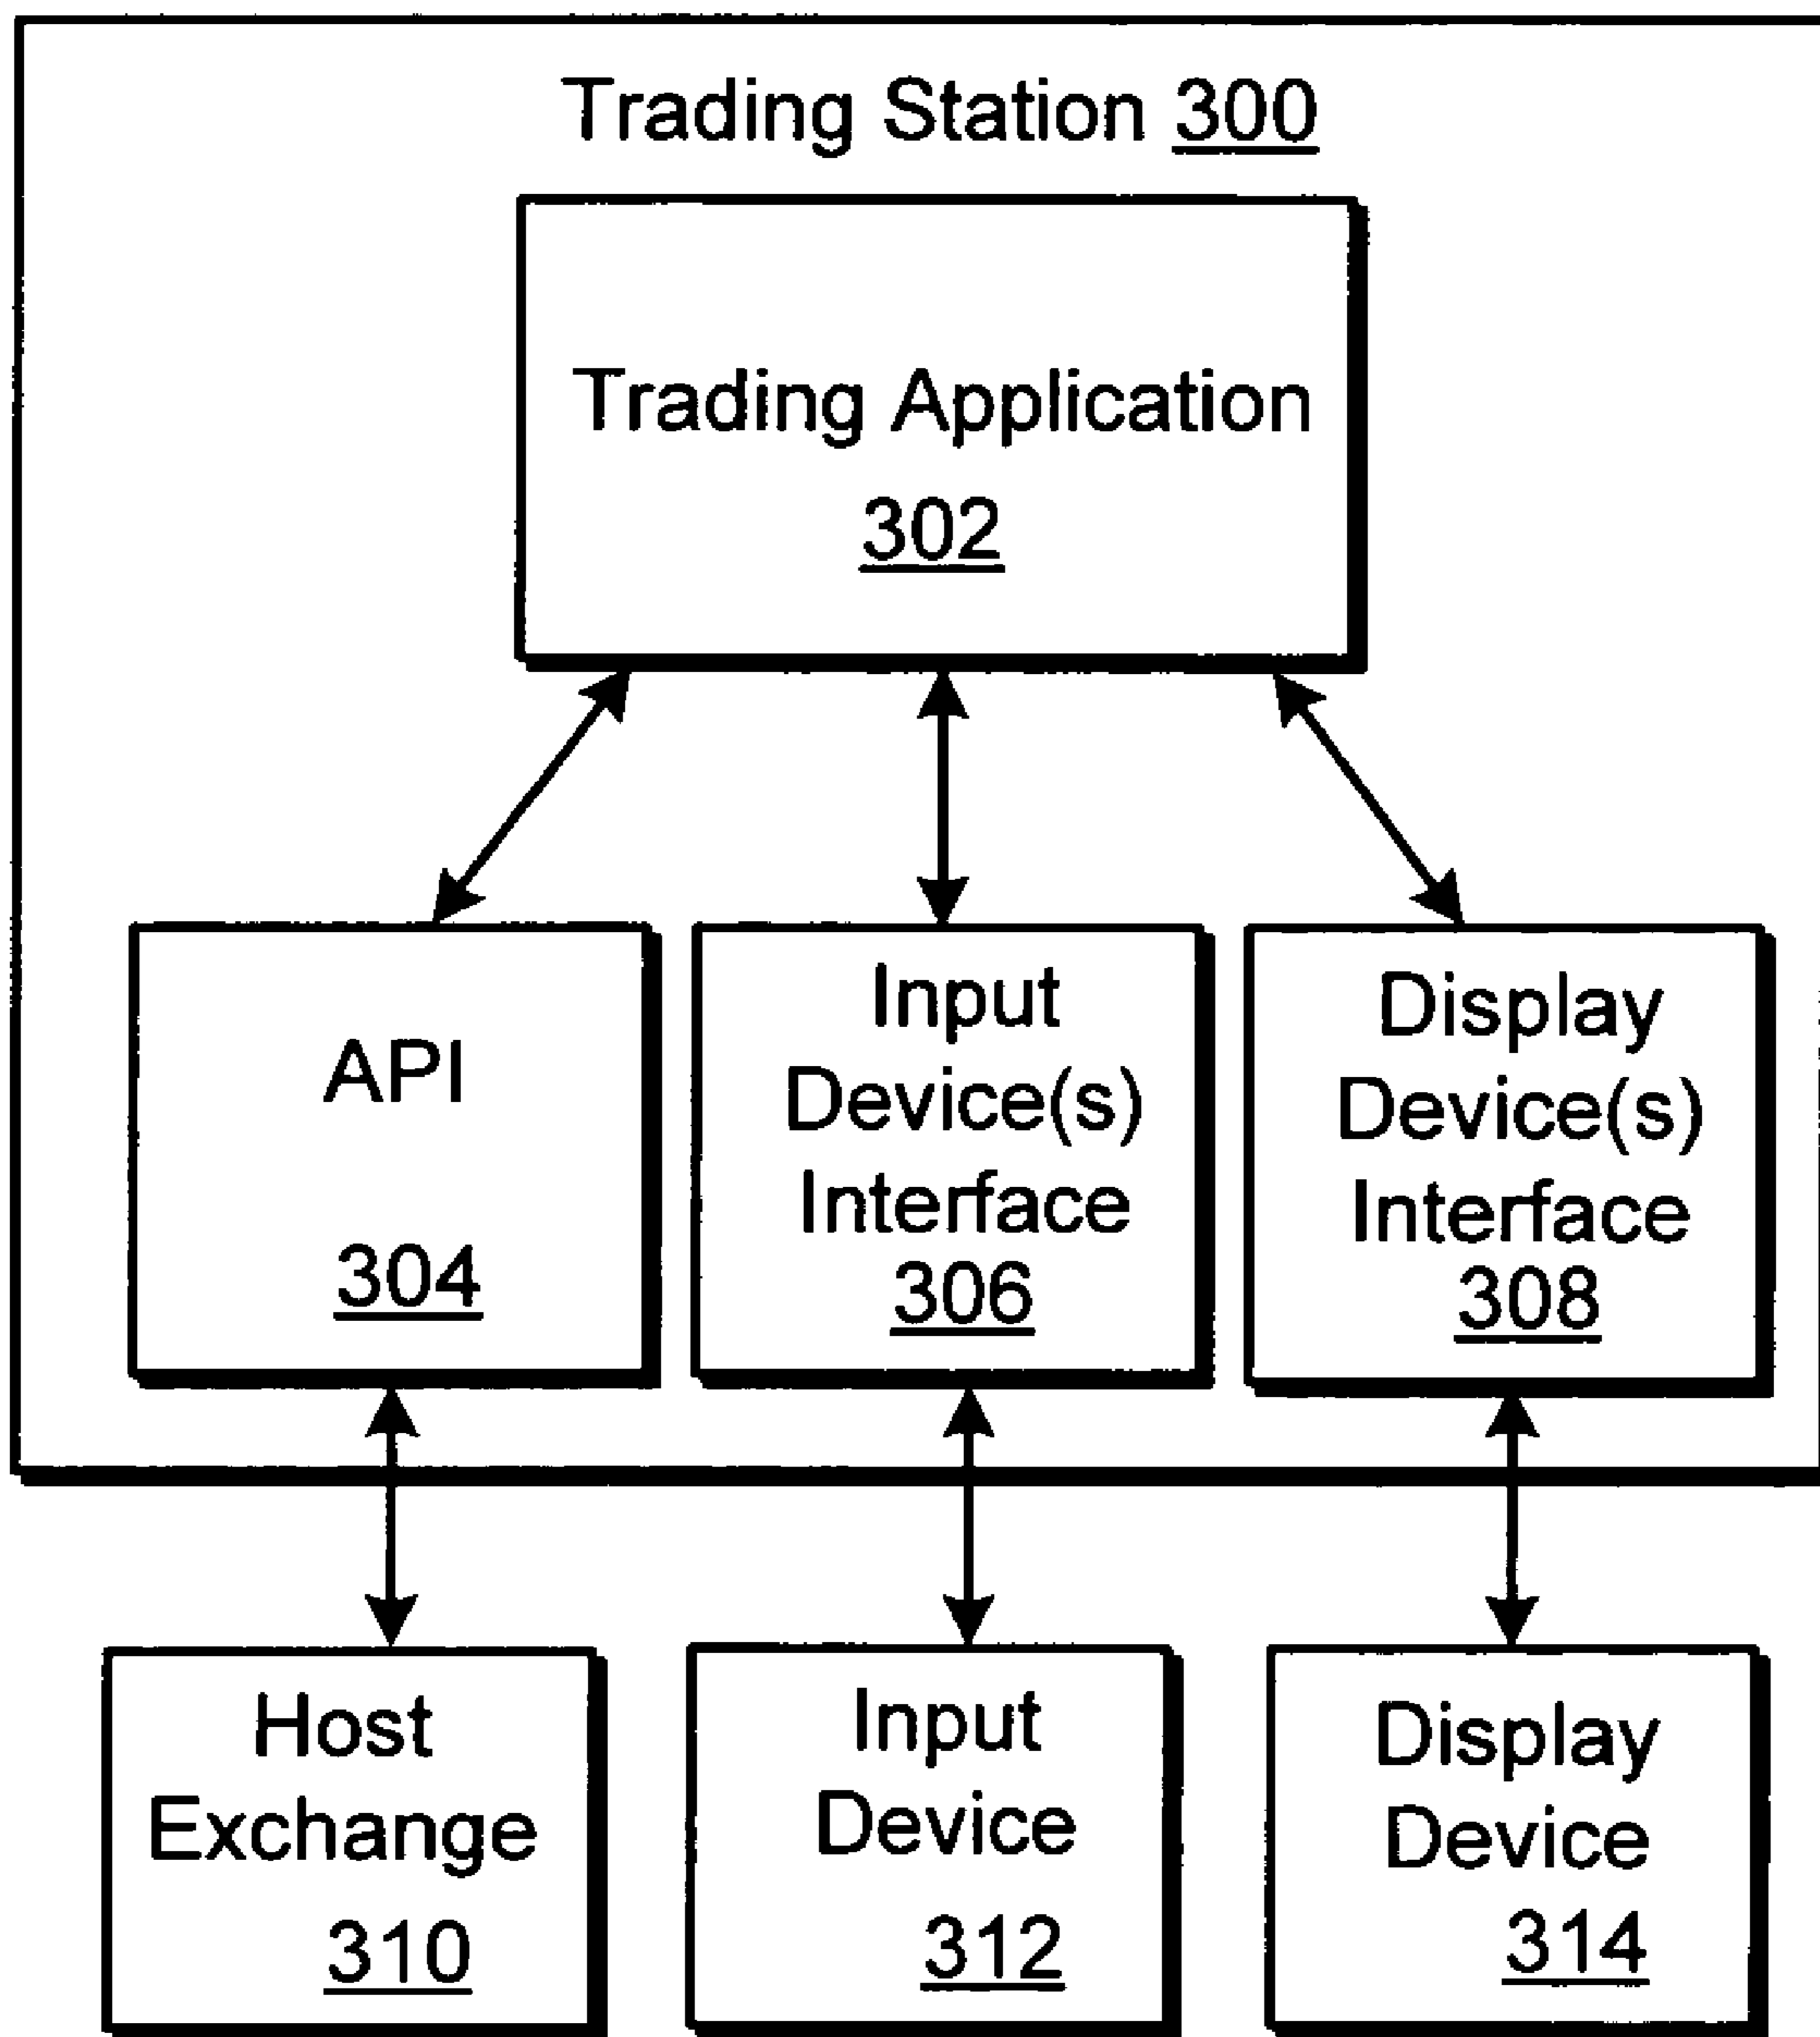 Trading Station 300
Trading Application
302
API
304
Input
Device(s)
Interface
306
Display
Device(s)
Interface
308
Host
Exchange
310
Input
Device
312
Display
Device
314